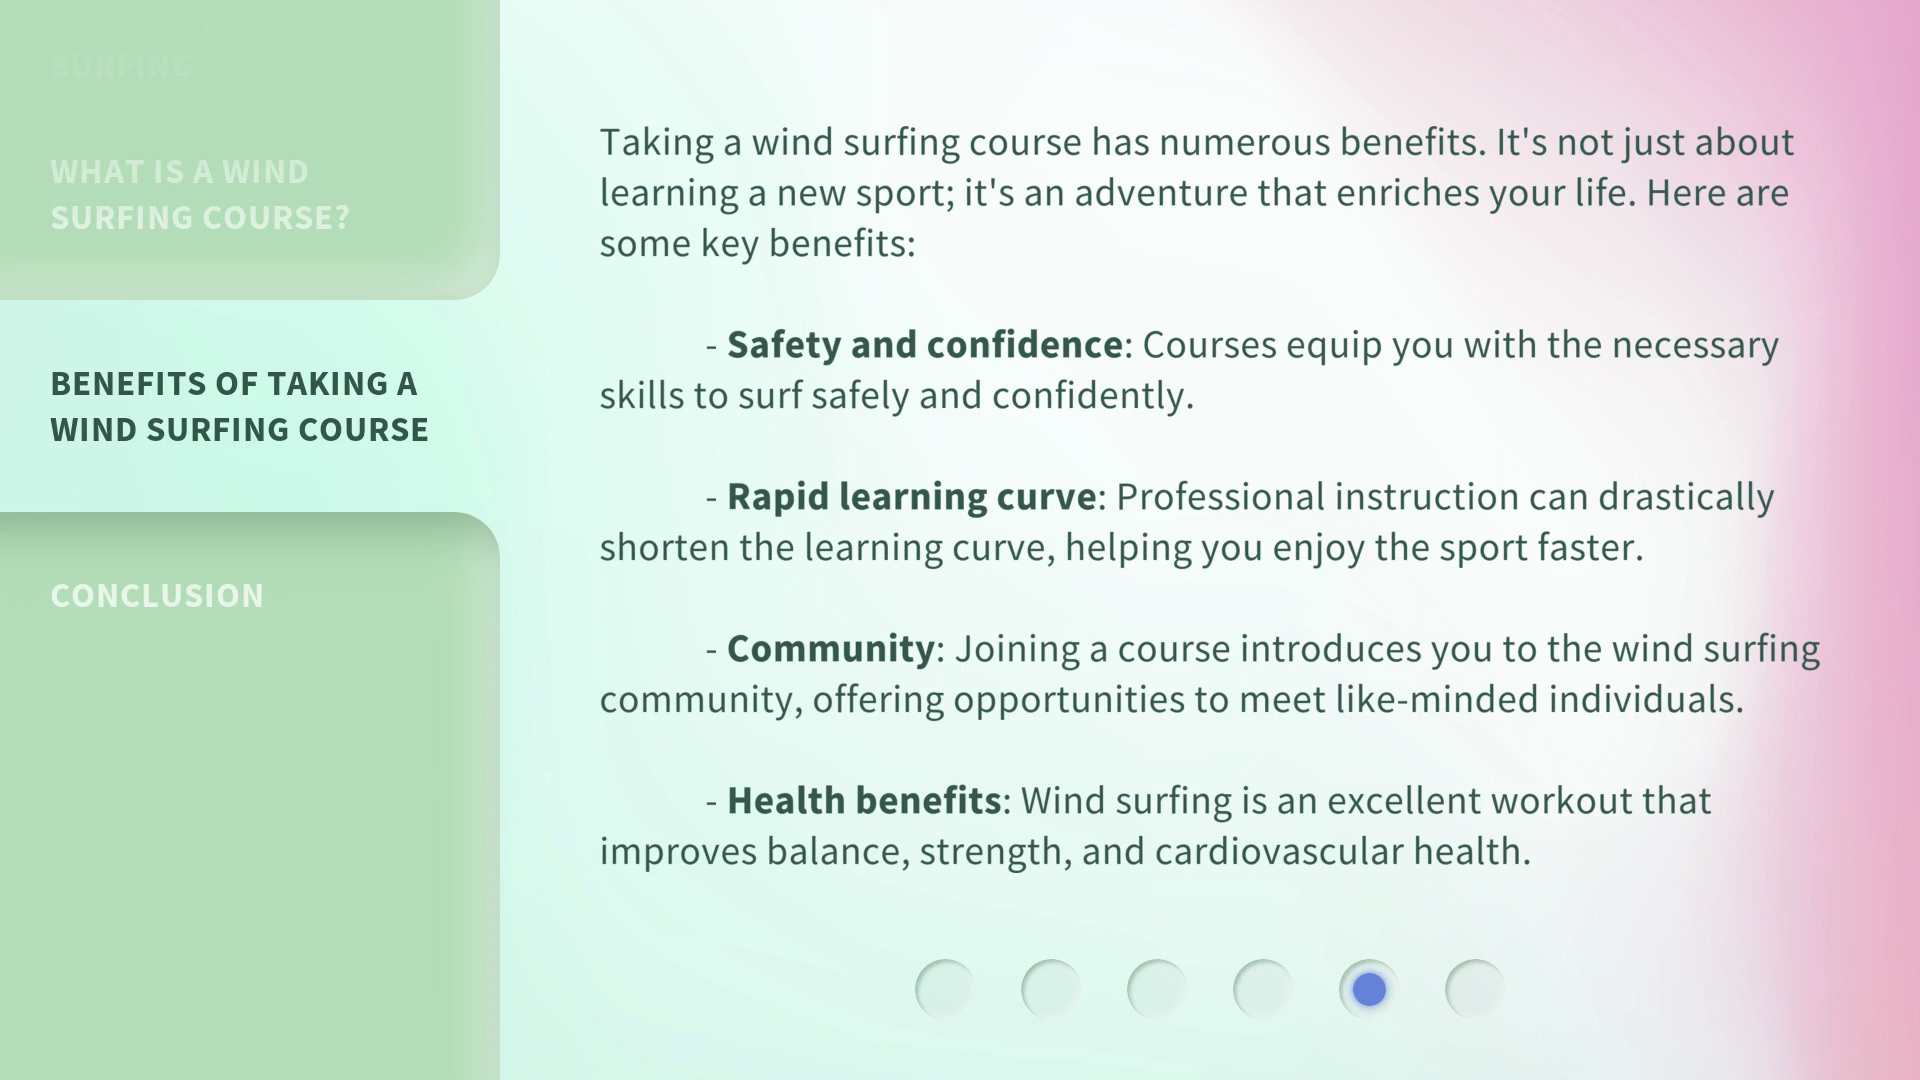 SURFING
WHAT IS A WIND
SURFING COURSE?
BENEFITS OF TAKING A
WIND SURFING COURSE
CONCLUSION
Taking a wind surfing course has numerous benefits. It's not just about
learning a new sport; it's an adventure that enriches your life. Here are
some key benefits:
- Safety and confidence: Courses equip you with the necessary
skills to surf safely and confidently.
- Rapid learning curve: Professional instruction can drastically
shorten the learning curve, helping you enjoy the sport faster.
- Community: Joining a course introduces you to the wind surfing
community, offering opportunities to meet like-minded individuals.
- Health benefits: Wind surfing is an excellent workout that
improves balance, strength, and cardiovascular health.